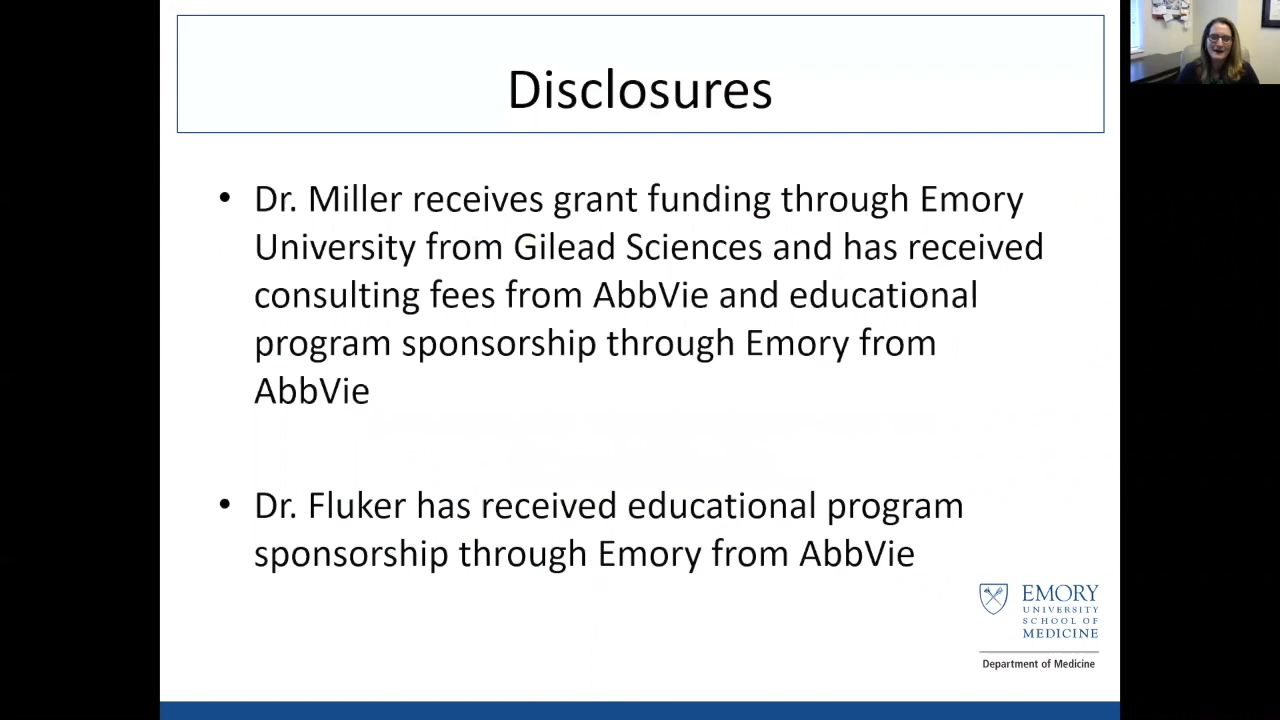 Disclosures
• Dr. Miller receives grant funding through Emory
University from Gilead Sciences and has received
consulting fees from AbbVie and educational
program sponsorship through Emory from
AbbVie
• Dr. Fluker has received educational program
sponsorship through Emory from AbbVie
EMORY
UNIVERSITY
SCHOOL OF
MEDICINE
Department of Medicine